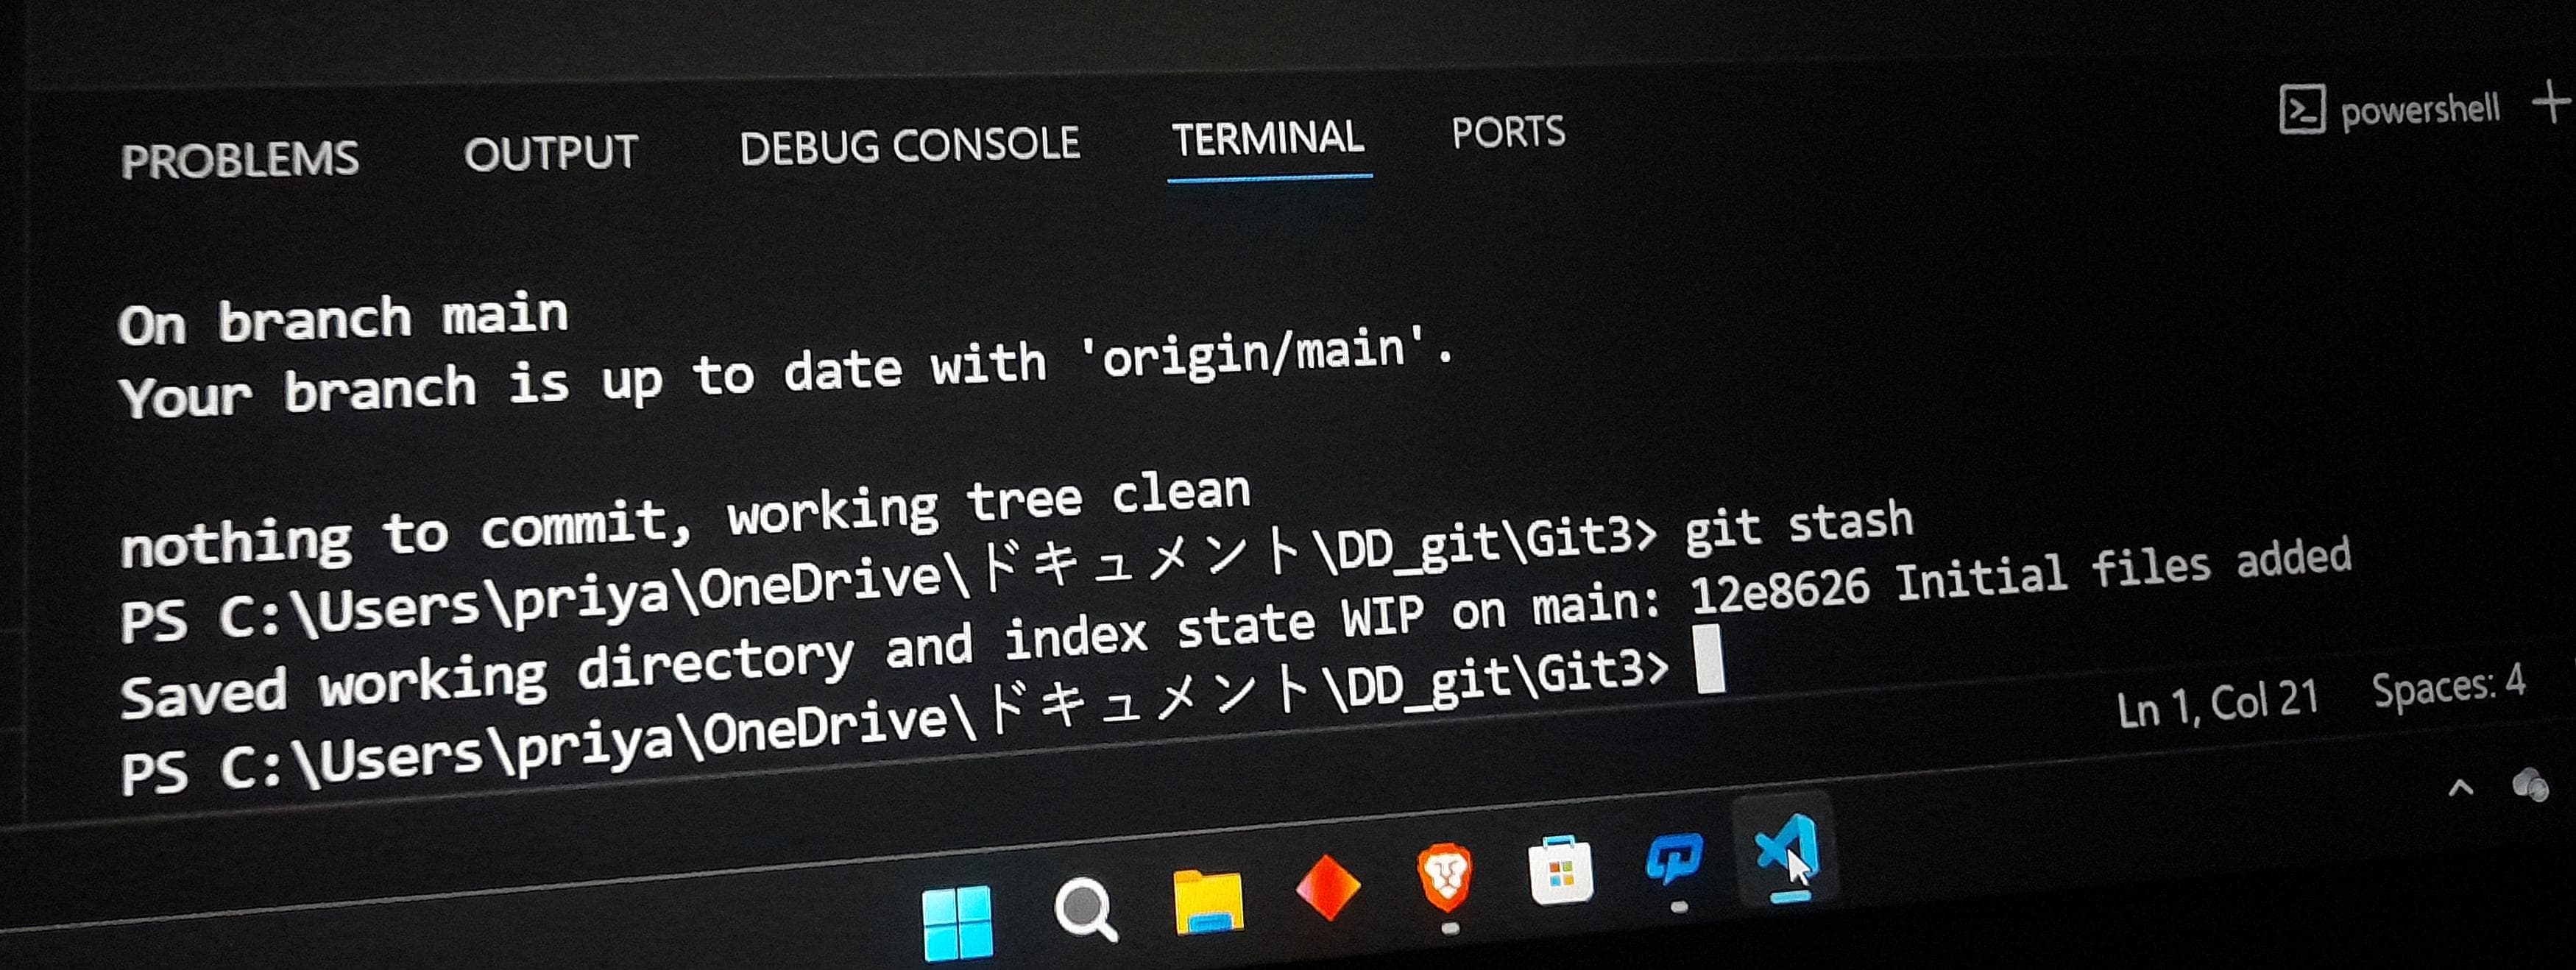 PROBLEMS OUTPUT DEBUG CONSOLE TERMINAL PORTS powershell
On branch main
Your branch is up to date with 'origin/main'.
nothing to commit, working tree clean
PS C:\Users\priya\OneDrive\ドキュメント\DD_git\Git3> git stash
Saved working directory and index state WIP on main: 12e8626 Initial files added
PS C:\Users\priya\OneDrive\ドキュメント\DD_git\Git3>
Ln 1, Col 21 Spaces: 4